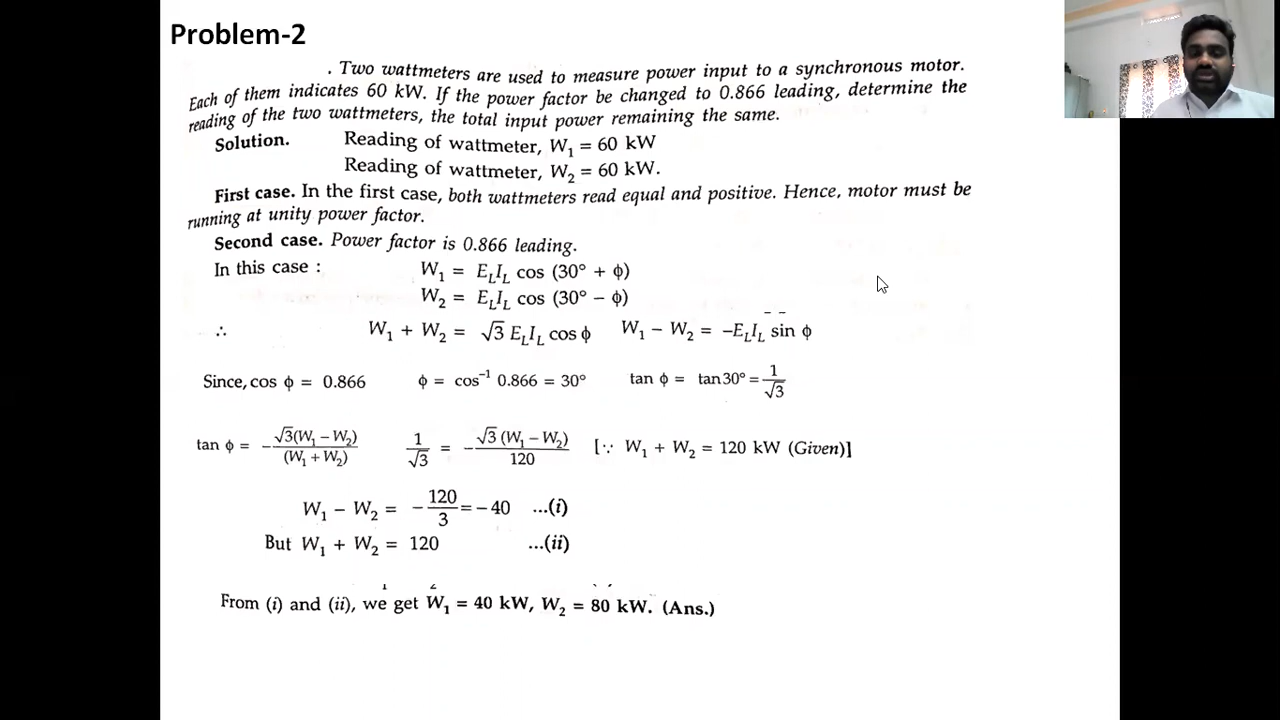 Problem-2
. Two wattmeters are used to measure power input to a synchronous motor.
Each of them indicates 60 kW. If the power factor be changed to 0.866 leading, determine the
reading of the two wattmeters, the total input power remaining the same.
Solution. Reading of wattmeter, W₁ = 60 kW
Reading of wattmeter, W₂ = 60 kW.
First case. In the first case, both wattmeters read equal and positive. Hence, motor must be
running at unity power factor.
Second case. Power factor is 0.866 leading.
In this case : W₁ = E_L I_L cos (30° + ϕ)
W₂ = E_L I_L cos (30° − ϕ)
∴ W₁ + W₂ = √3 E_L I_L cos ϕ W₁ − W₂ = −E_L I_L sin ϕ
Since, cos ϕ = 0.866 ϕ = cos⁻¹ 0.866 = 30° tan ϕ = tan 30° = 1/√3
tan ϕ = − √3(W₁ − W₂)/(W₁ + W₂) 1/√3 = − √3 (W₁ − W₂)/120 [∵ W₁ + W₂ = 120 kW (Given)]
W₁ − W₂ = − 120/3 = − 40 ...(i)
But W₁ + W₂ = 120 ...(ii)
From (i) and (ii), we get W₁ = 40 kW, W₂ = 80 kW. (Ans.)